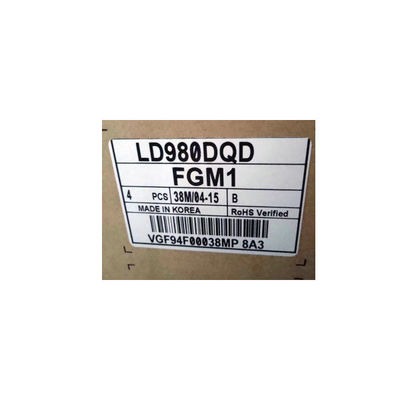 LD980DQD
FGM1
4 PCS 38M/04-15 B
MADE IN KOREA RoHS Verified
VGF94F00038MP 8A3